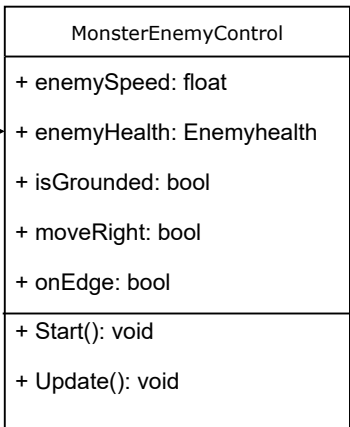 MonsterEnemyControl
+ enemySpeed: float
+ enemyHealth: Enemyhealth
+ isGrounded: bool
+ moveRight: bool
+ onEdge: bool
+ Start(): void
+ Update(): void